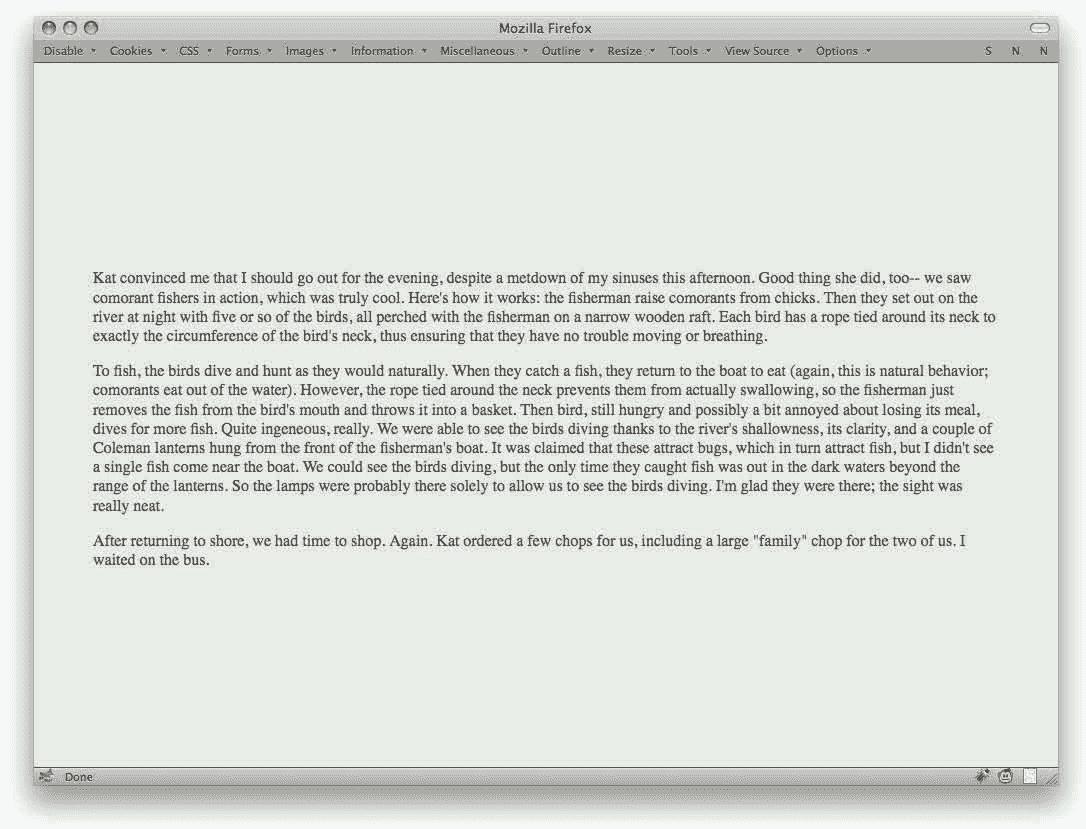 Mozilla Firefox
Disable Cookies CSS Forms Images Information Miscellaneous Outline Resize Tools View Source Options S N N
Kat convinced me that I should go out for the evening, despite a metdown of my sinuses this afternoon. Good thing she did, too-- we saw
comorant fishers in action, which was truly cool. Here's how it works: the fisherman raise comorants from chicks. Then they set out on the
river at night with five or so of the birds, all perched with the fisherman on a narrow wooden raft. Each bird has a rope tied around its neck to
exactly the circumference of the bird's neck, thus ensuring that they have no trouble moving or breathing.
To fish, the birds dive and hunt as they would naturally. When they catch a fish, they return to the boat to eat (again, this is natural behavior;
comorants eat out of the water). However, the rope tied around the neck prevents them from actually swallowing, so the fisherman just
removes the fish from the bird's mouth and throws it into a basket. Then bird, still hungry and possibly a bit annoyed about losing its meal,
dives for more fish. Quite ingeneous, really. We were able to see the birds diving thanks to the river's shallowness, its clarity, and a couple of
Coleman lanterns hung from the front of the fisherman's boat. It was claimed that these attract bugs, which in turn attract fish, but I didn't see
a single fish come near the boat. We could see the birds diving, but the only time they caught fish was out in the dark waters beyond the
range of the lanterns. So the lamps were probably there solely to allow us to see the birds diving. I'm glad they were there; the sight was
really neat.
After returning to shore, we had time to shop. Again. Kat ordered a few chops for us, including a large "family" chop for the two of us. I
waited on the bus.
Done